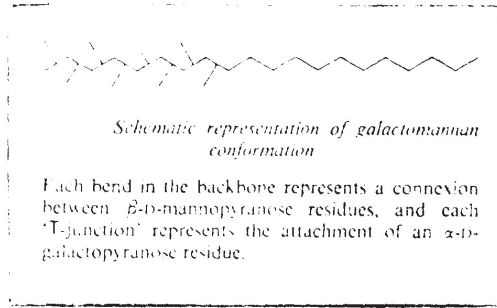 Schematic representation of galactomannan
conformation
Each bend in the backbone represents a connexion
between β-D-mannopyranose residues, and each
'T-junction' represents the attachment of an α-D-
galactopyranose residue.